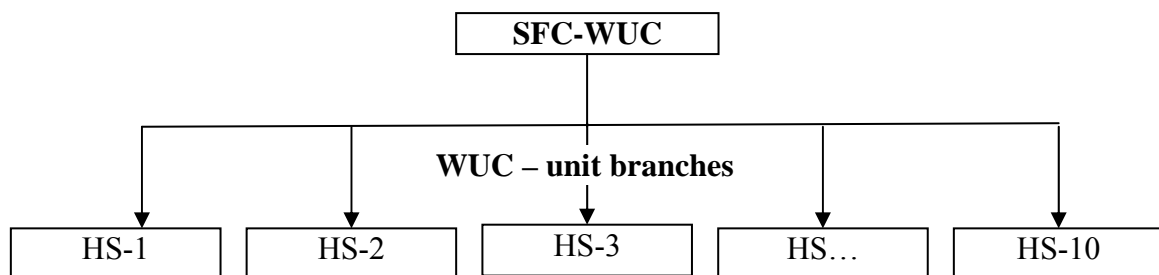 SFC-WUC
WUC – unit branches
HS-1
HS-2
HS-3
HS…
HS-10